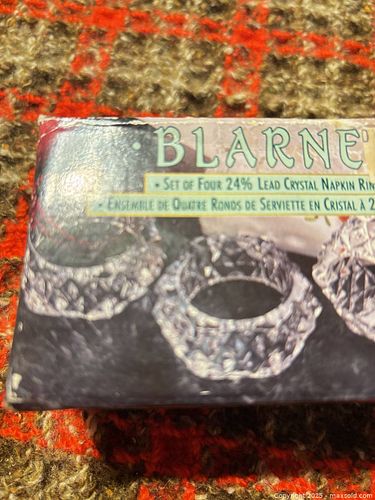 • BLARNE
• SET OF FOUR 24% LEAD CRYSTAL NAPKIN RIN
• ENSEMBLE DE QUATRE RONDS DE SERVIETTE EN CRISTAL À 2
Copyright 2025 - maxsold.com